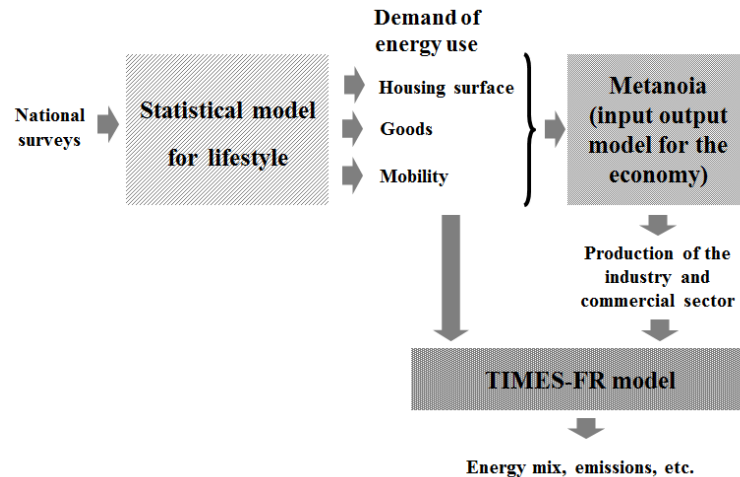 National
surveys
Statistical model
for lifestyle
Demand of
energy use
Housing surface
Goods
Mobility
Metanoia
(input output
model for the
economy)
Production of the
industry and
commercial sector
TIMES-FR model
Energy mix, emissions, etc.